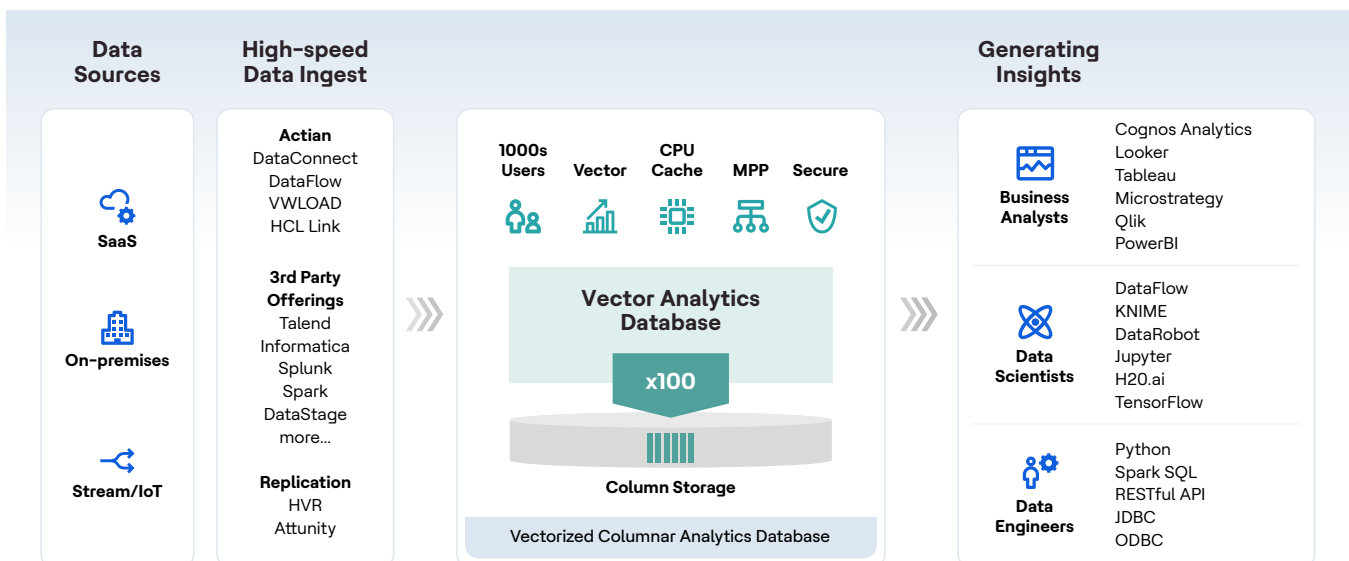 Data
Sources
SaaS
On-premises
Stream/IoT
High-speed
Data Ingest
Actian
DataConnect
DataFlow
VWLOAD
HCL Link
3rd Party
Offerings
Talend
Informatica
Splunk
Spark
DataStage
more...
Replication
HVR
Attunity
1000s
Users
Vector
CPU
Cache
MPP
Secure
Vector Analytics
Database
x100
Column Storage
Vectorized Columnar Analytics Database
Generating
Insights
Business
Analysts
Cognos Analytics
Looker
Tableau
Microstrategy
Qlik
PowerBI
Data
Scientists
DataFlow
KNIME
DataRobot
Jupyter
H20.ai
TensorFlow
Data
Engineers
Python
Spark SQL
RESTful API
JDBC
ODBC